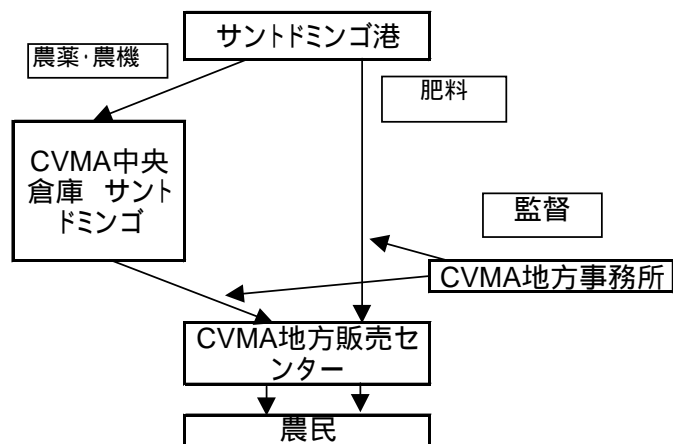 サントドミンゴ港
農薬・農機
肥料
CVMA中央
倉庫　サント
ドミンゴ
監督
CVMA地方事務所
CVMA地方販売セ
ンター
農民